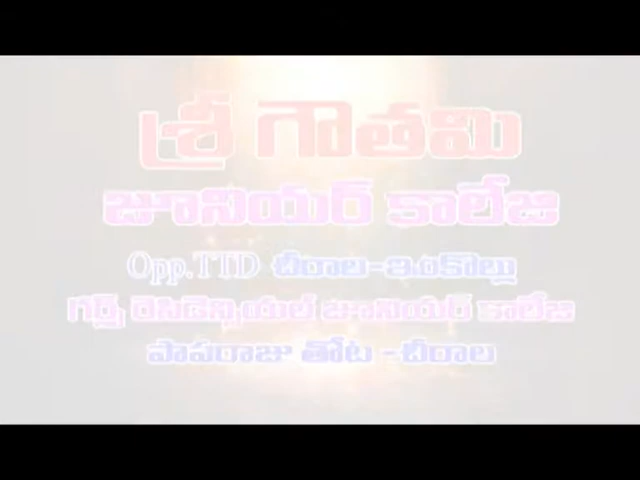 శ్రీ గౌతమి
జూనియర్ కాలేజి
Opp.TTD చీరాల-ఇంకొల్లు
గర్ల్స్ రెసిడెన్షియల్ జూనియర్ కాలేజి
పాపరాజు తోట -చీరాల